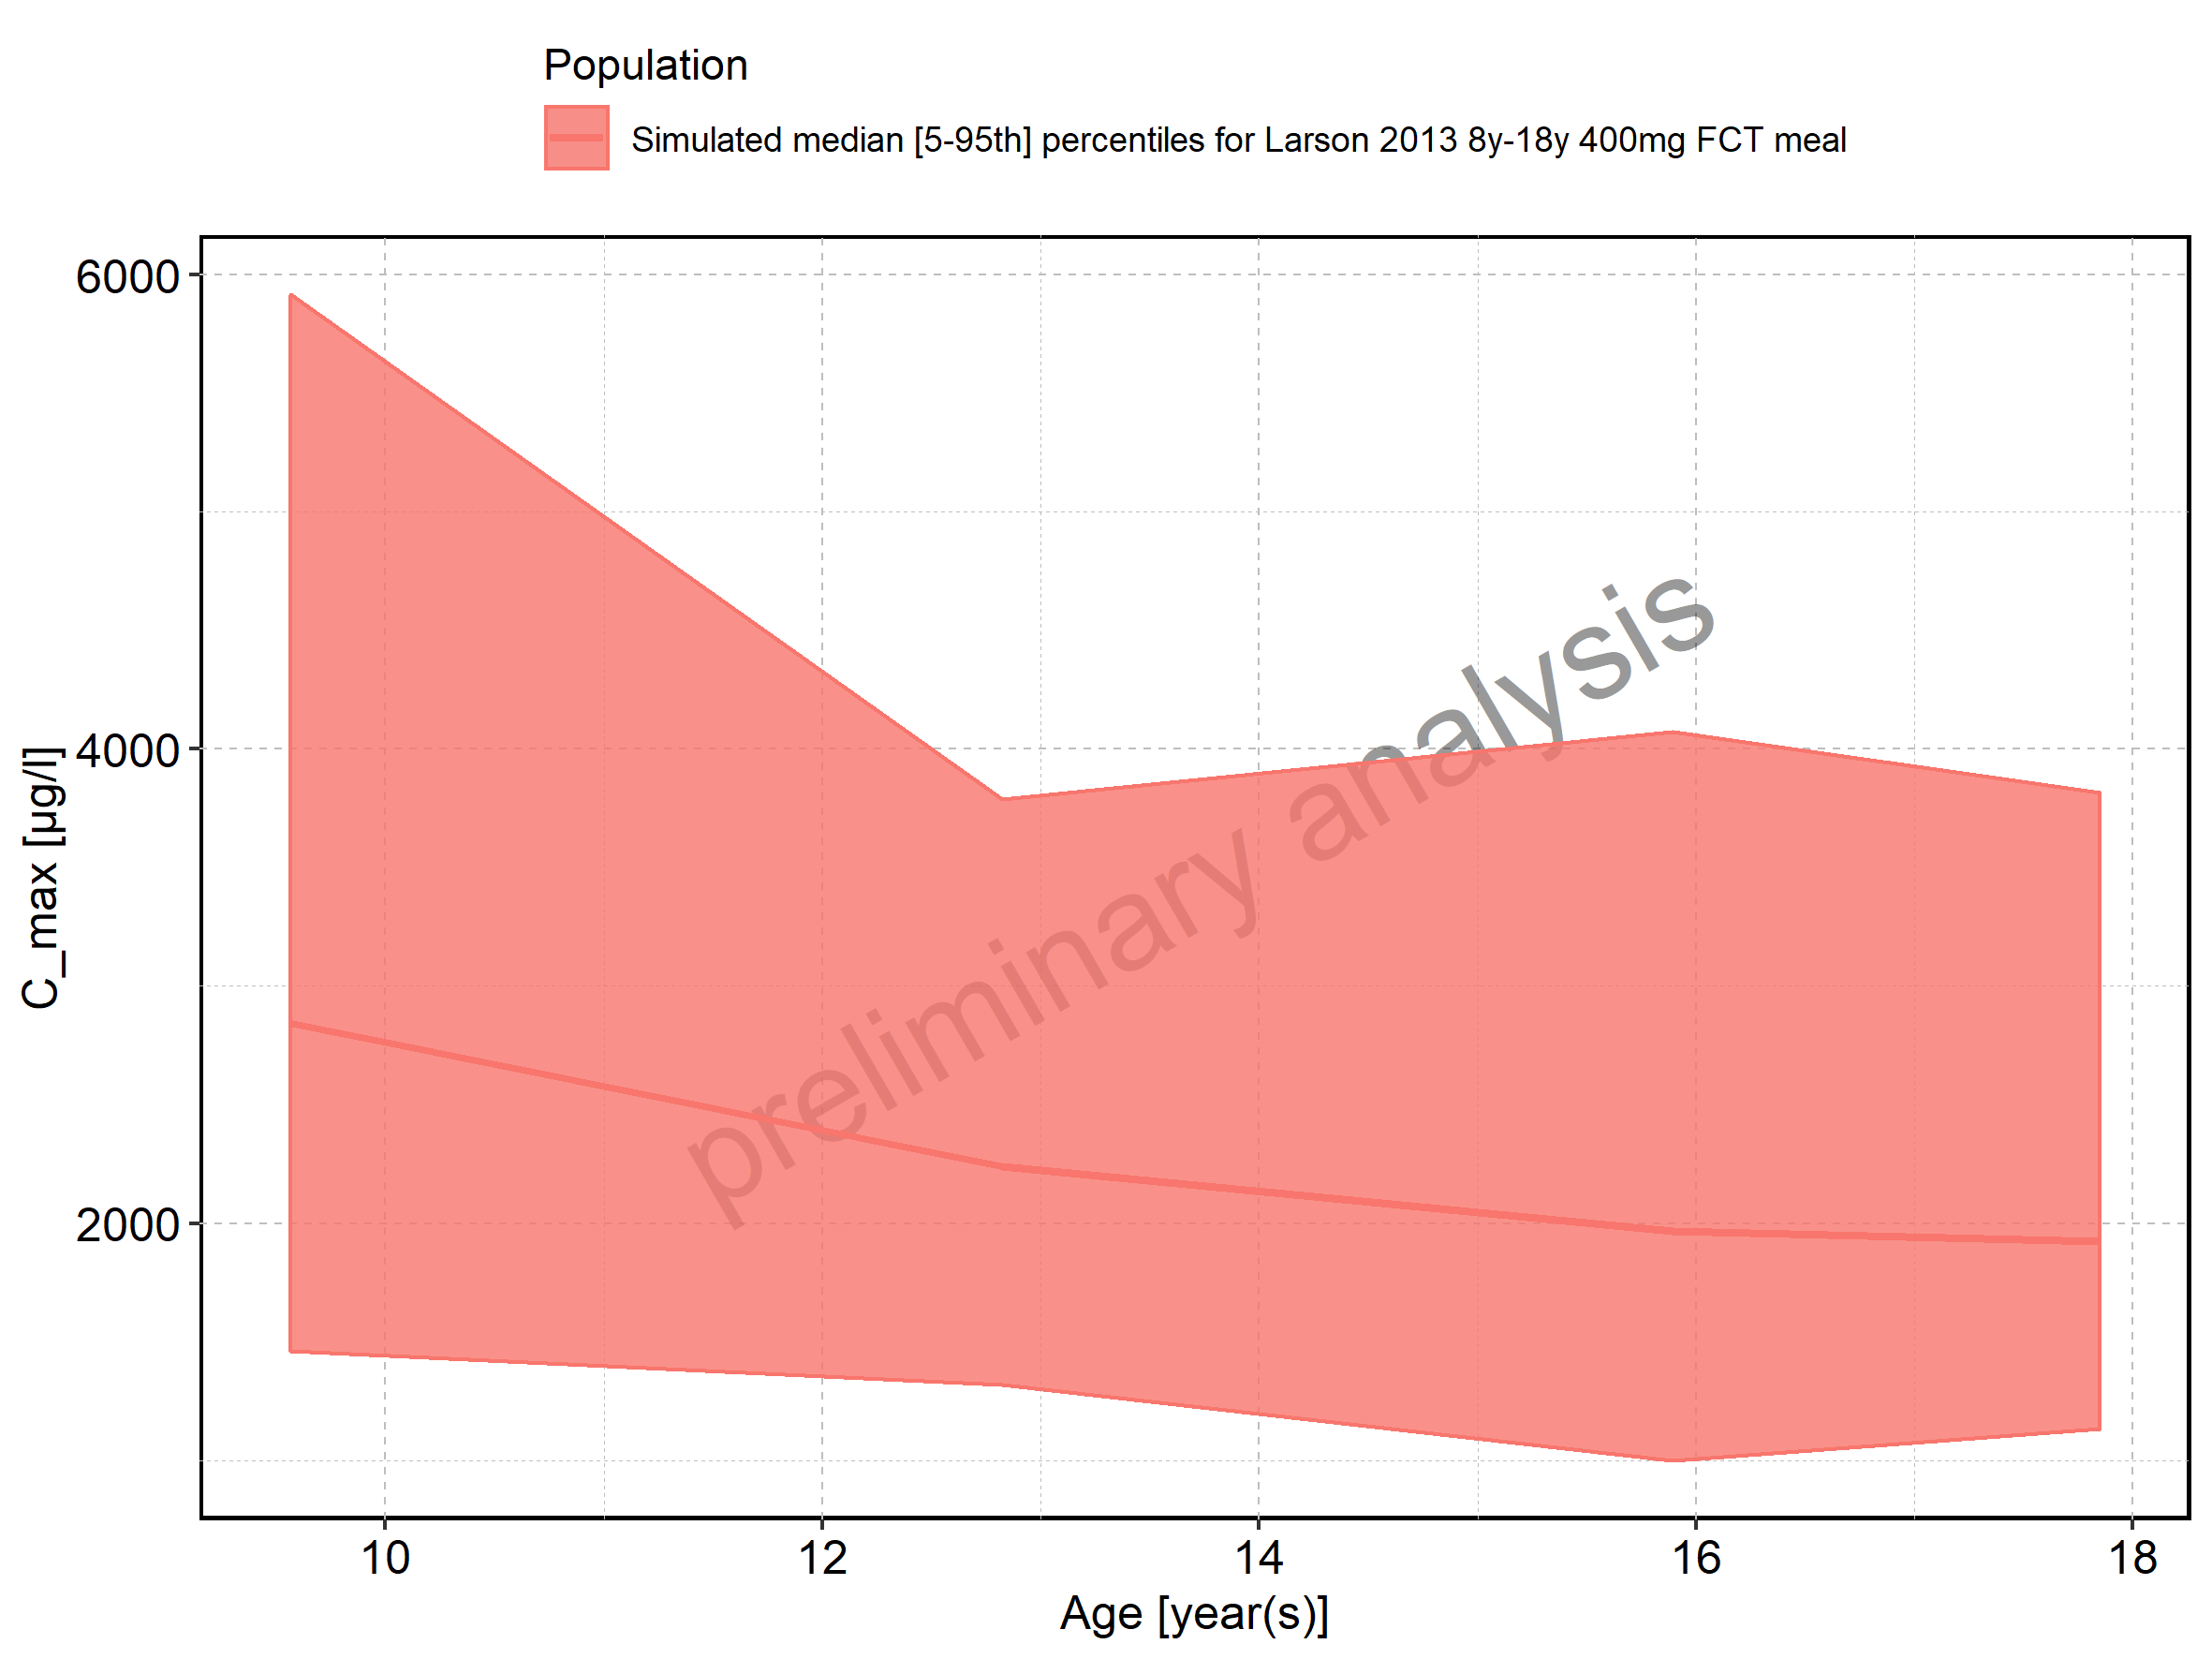 Population
Simulated median [5-95th] percentiles for Larson 2013 8y-18y 400mg FCT meal
6000
4000
2000
C_max [µg/l]
preliminary analysis
10 12 14 16 18
Age [year(s)]